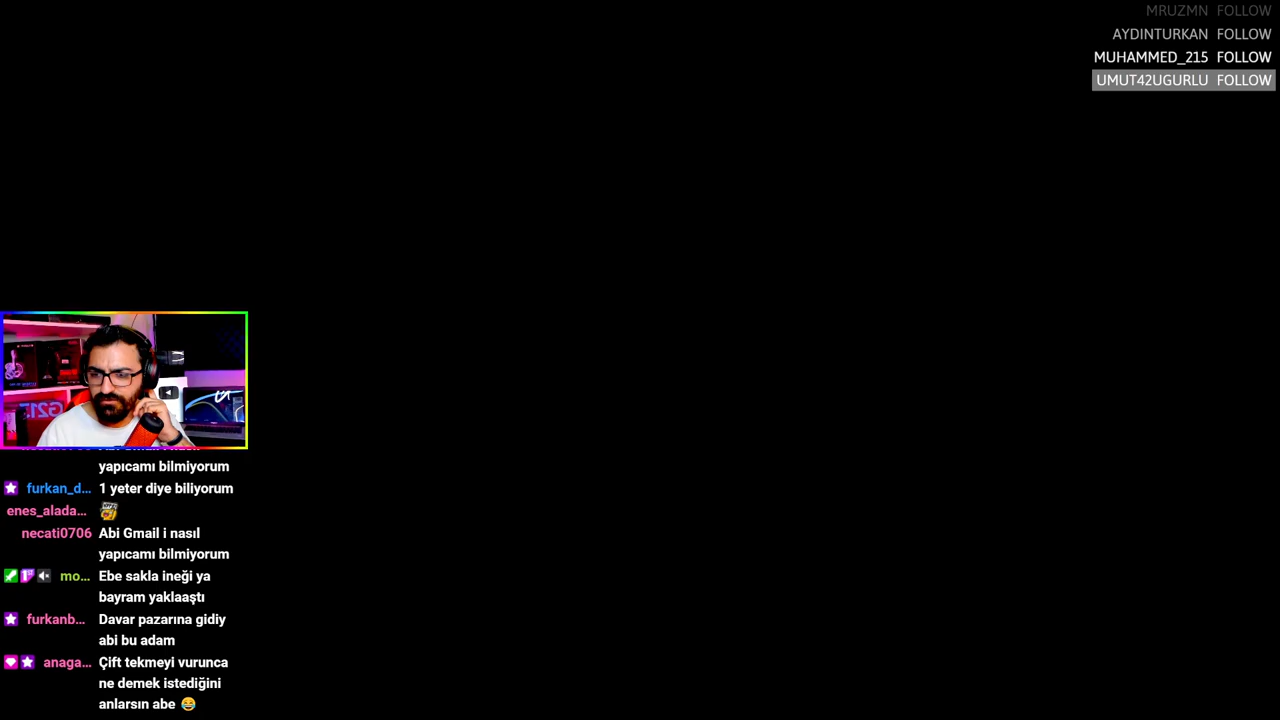 MRUZMN FOLLOW
AYDINTURKAN FOLLOW
MUHAMMED_215 FOLLOW
UMUT42UGURLU FOLLOW
yapıcamı bilmiyorum
furkan_d... 1 yeter diye biliyorum
enes_alada...
necati0706 Abi Gmail i nasıl
yapıcamı bilmiyorum
mo... Ebe sakla ineği ya
bayram yaklaaştı
furkanb... Davar pazarına gidiy
abi bu adam
anaga... Çift tekmeyi vurunca
ne demek istediğini
anlarsın abe 😂